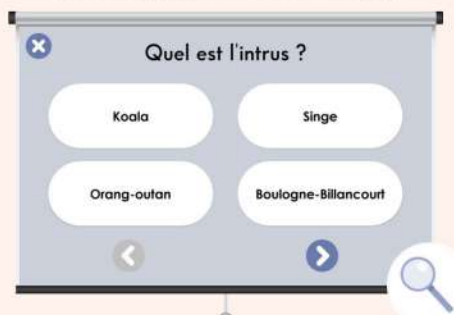 Quel est l'intrus ?
Koala
Singe
Orang-outan
Boulogne-Billancourt